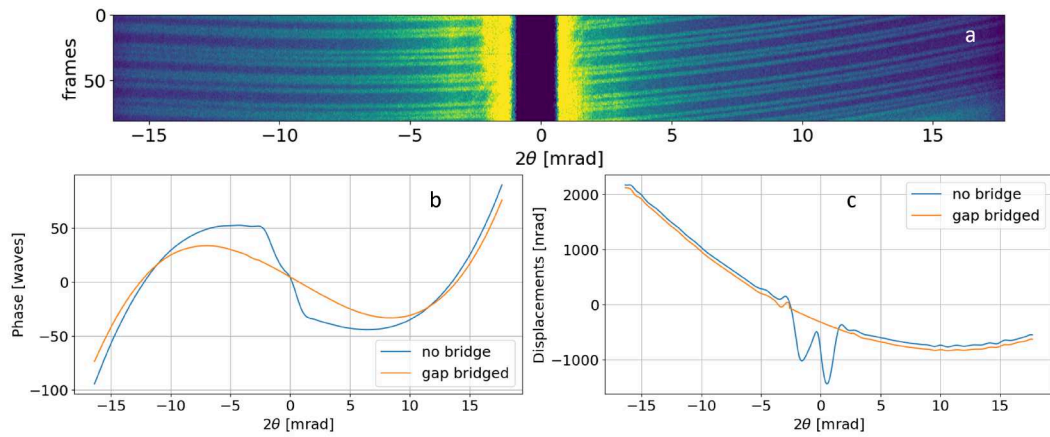 a
0
50
frames
−15
−10
−5
0
5
10
15
2θ [mrad]
b
50
0
−50
−100
Phase [waves]
no bridge
gap bridged
−15
−10
−5
0
5
10
15
2θ [mrad]
c
2000
1000
0
−1000
Displacements [nrad]
no bridge
gap bridged
−15
−10
−5
0
5
10
15
2θ [mrad]